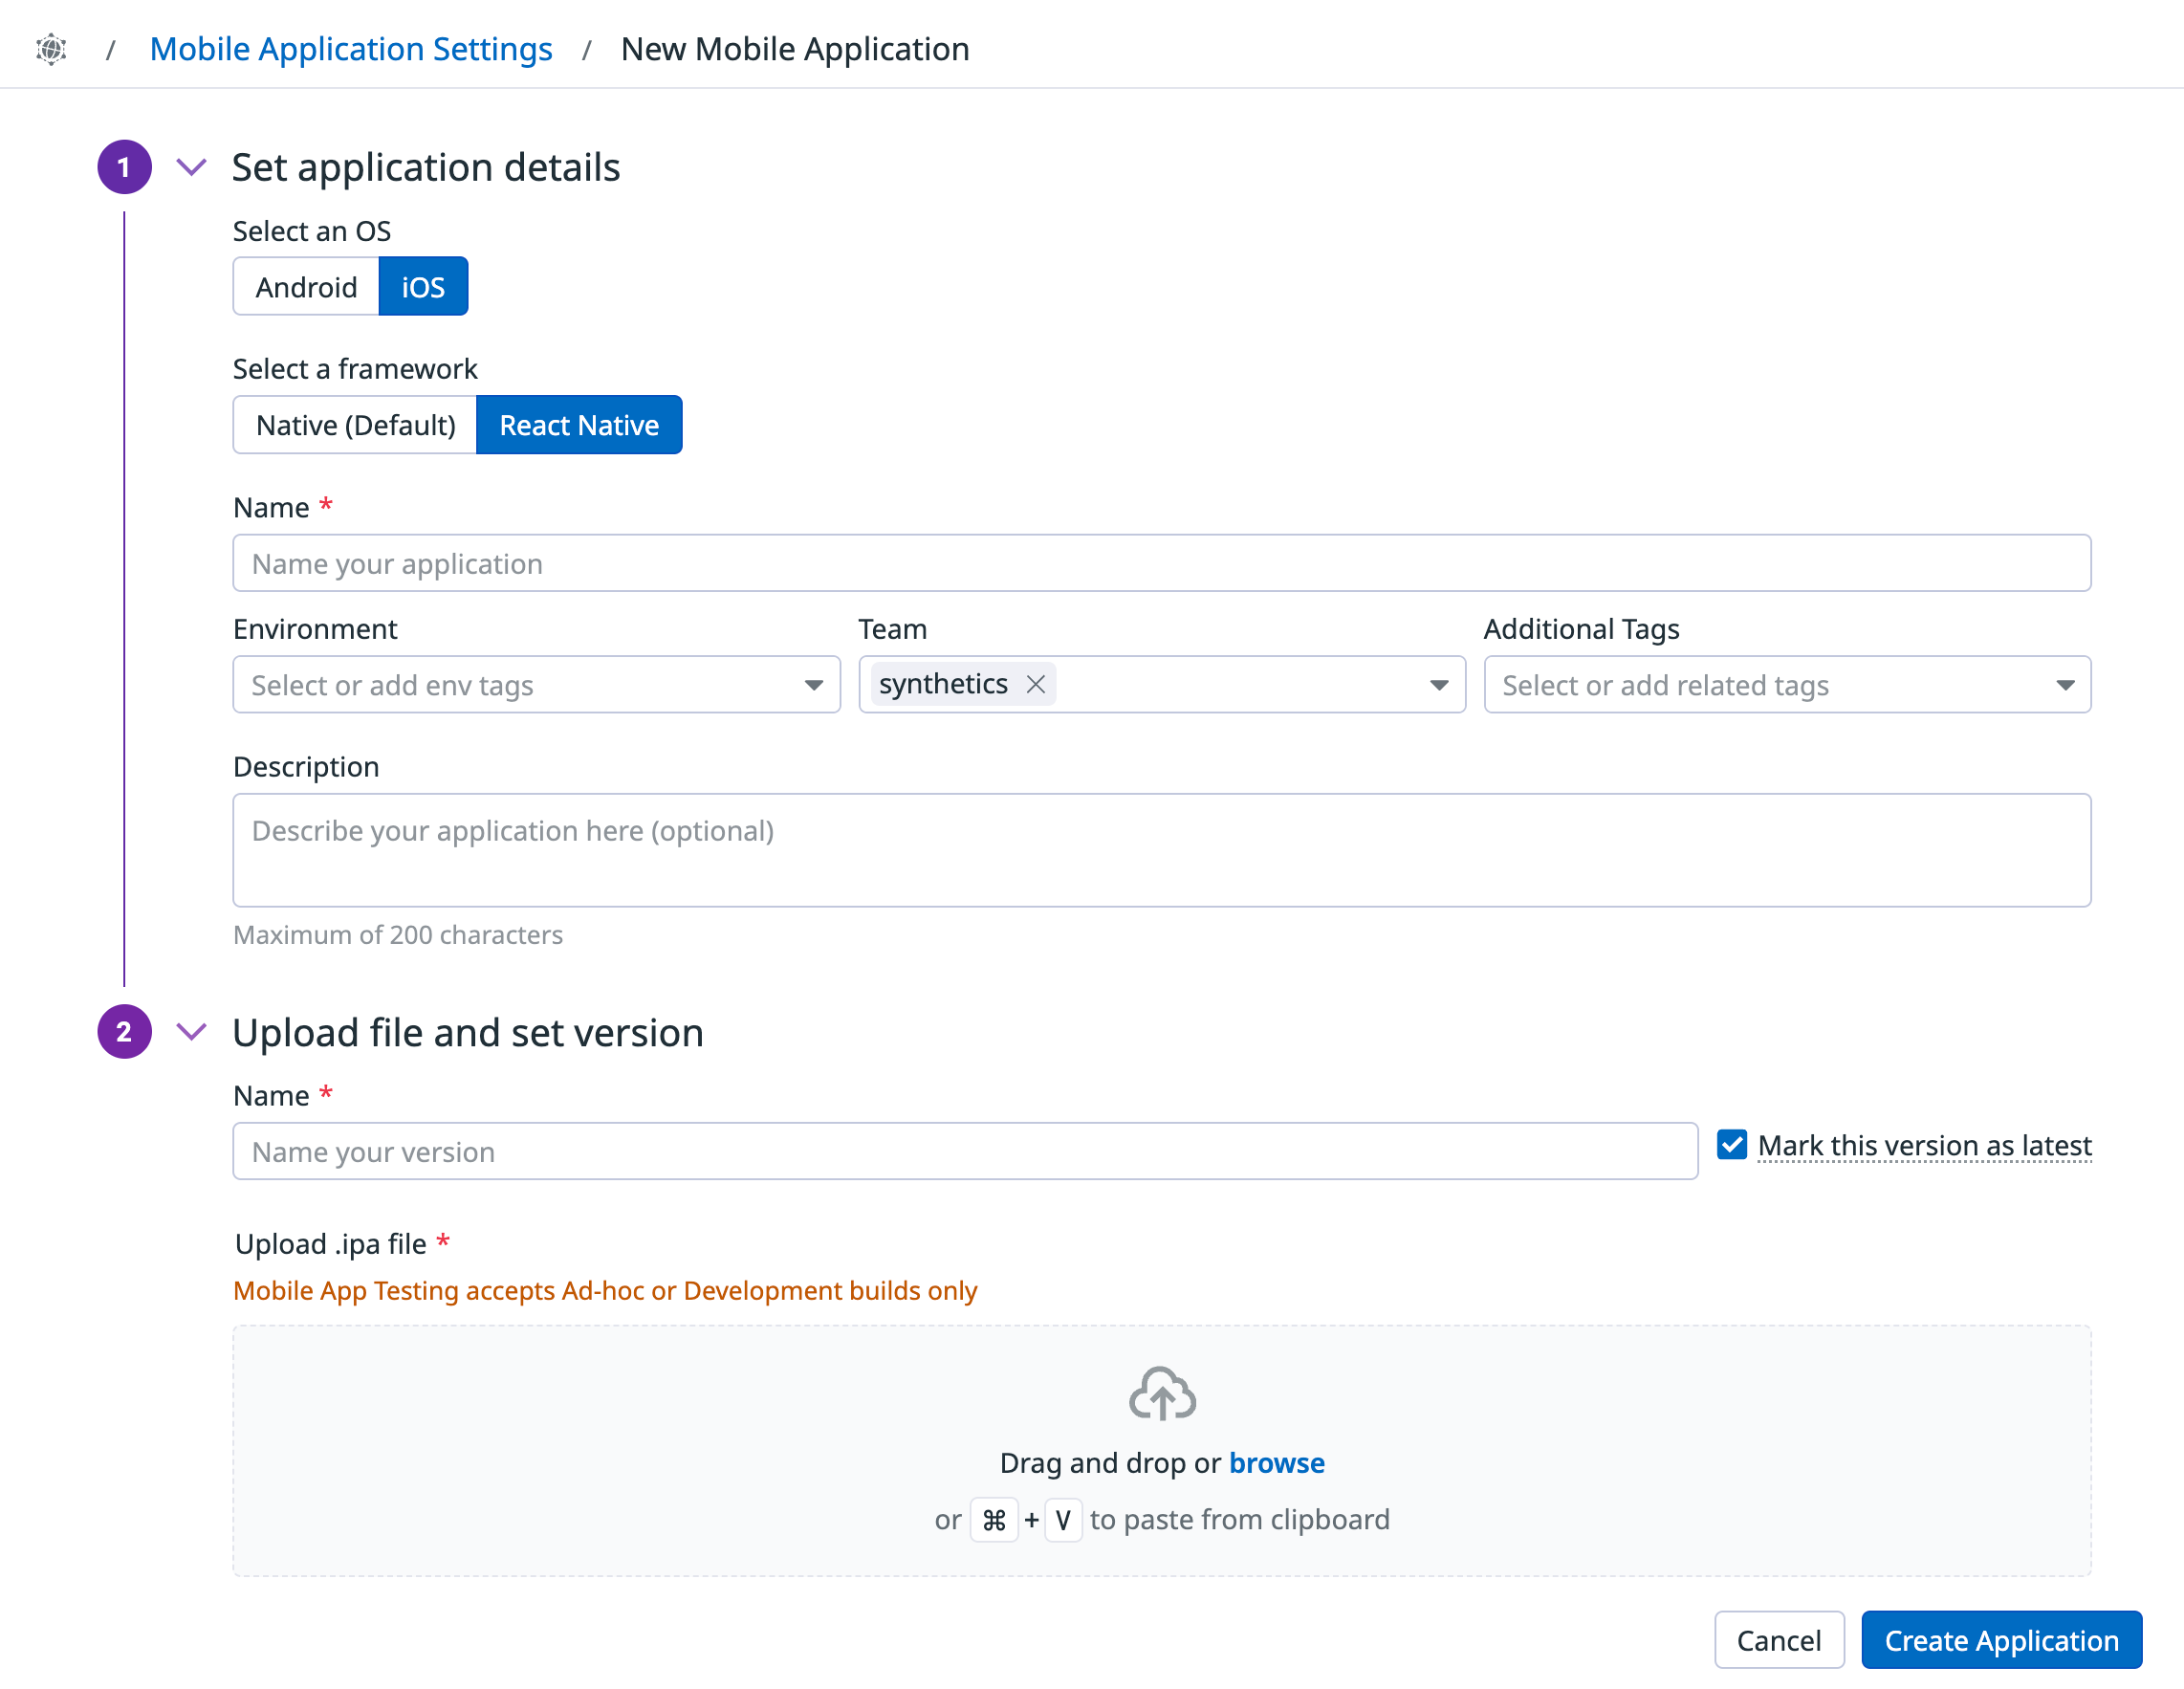 / Mobile Application Settings / New Mobile Application
1 Set application details
Select an OS
Android iOS
Select a framework
Native (Default) React Native
Name *
Name your application
Environment Team Additional Tags
Select or add env tags synthetics Select or add related tags
Description
Describe your application here (optional)
Maximum of 200 characters
2 Upload file and set version
Name *
Name your version Mark this version as latest
Upload .ipa file *
Mobile App Testing accepts Ad-hoc or Development builds only
Drag and drop or browse
or ⌘ + V to paste from clipboard
Cancel Create Application